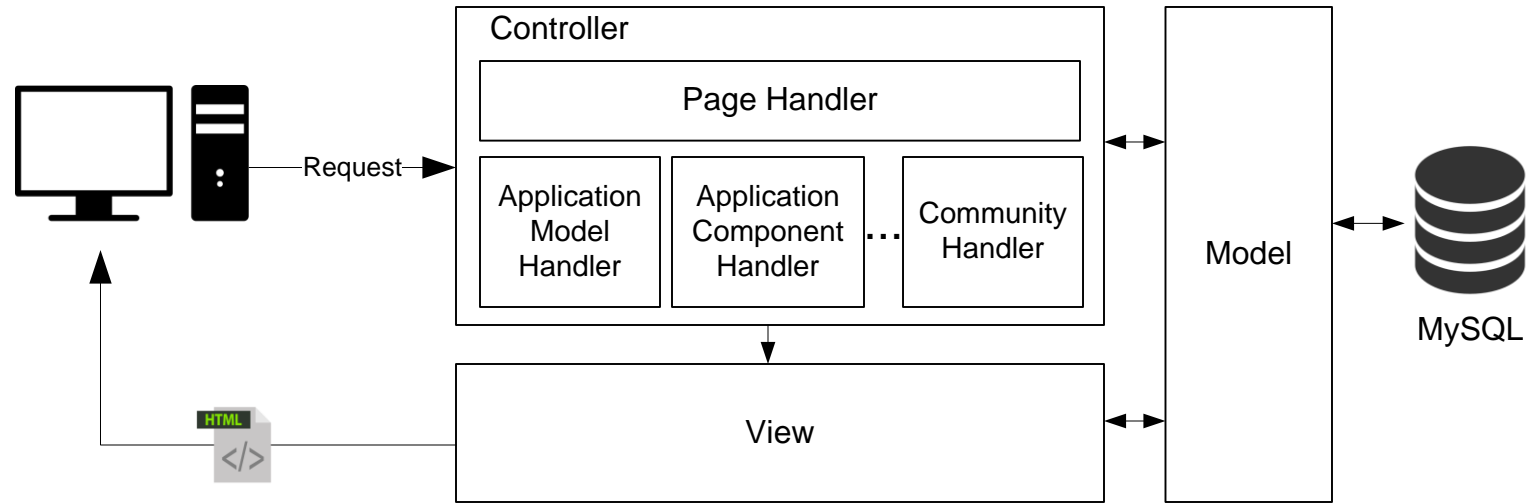 Controller
Page Handler
Request
Application
Model
Handler
Application
Component
Handler
...
Community
Handler
Model
MySQL
HTML
</>
View